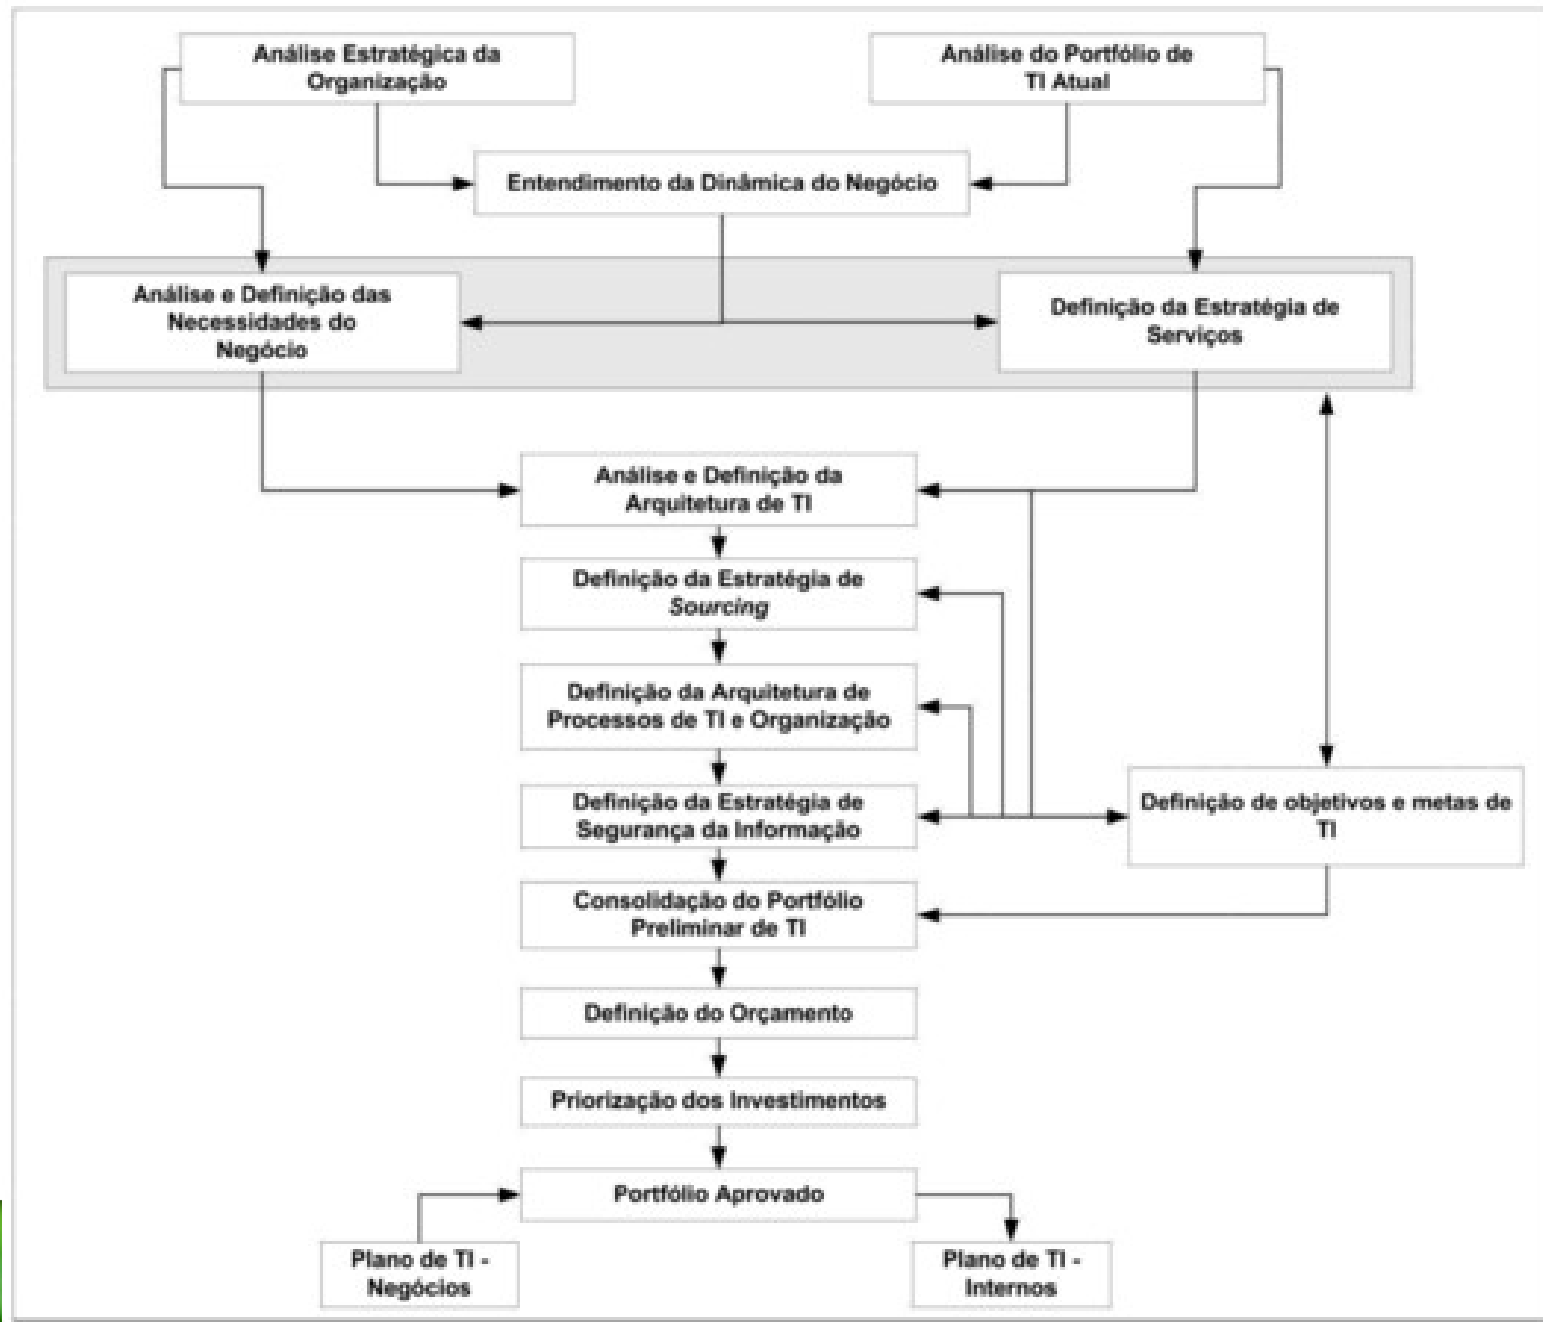 Análise Estratégica da
Organização
Análise do Portfólio de
TI Atual
Entendimento da Dinâmica do Negócio
Análise e Definição das
Necessidades do
Negócio
Definição da Estratégia de
Serviços
Análise e Definição da
Arquitetura de TI
Definição da Estratégia de
Sourcing
Definição da Arquitetura de
Processos de TI e Organização
Definição da Estratégia de
Segurança da Informação
Definição de objetivos e metas de
TI
Consolidação do Portfólio
Preliminar de TI
Definição do Orçamento
Priorização dos Investimentos
Portfólio Aprovado
Plano de TI -
Negócios
Plano de TI -
Internos